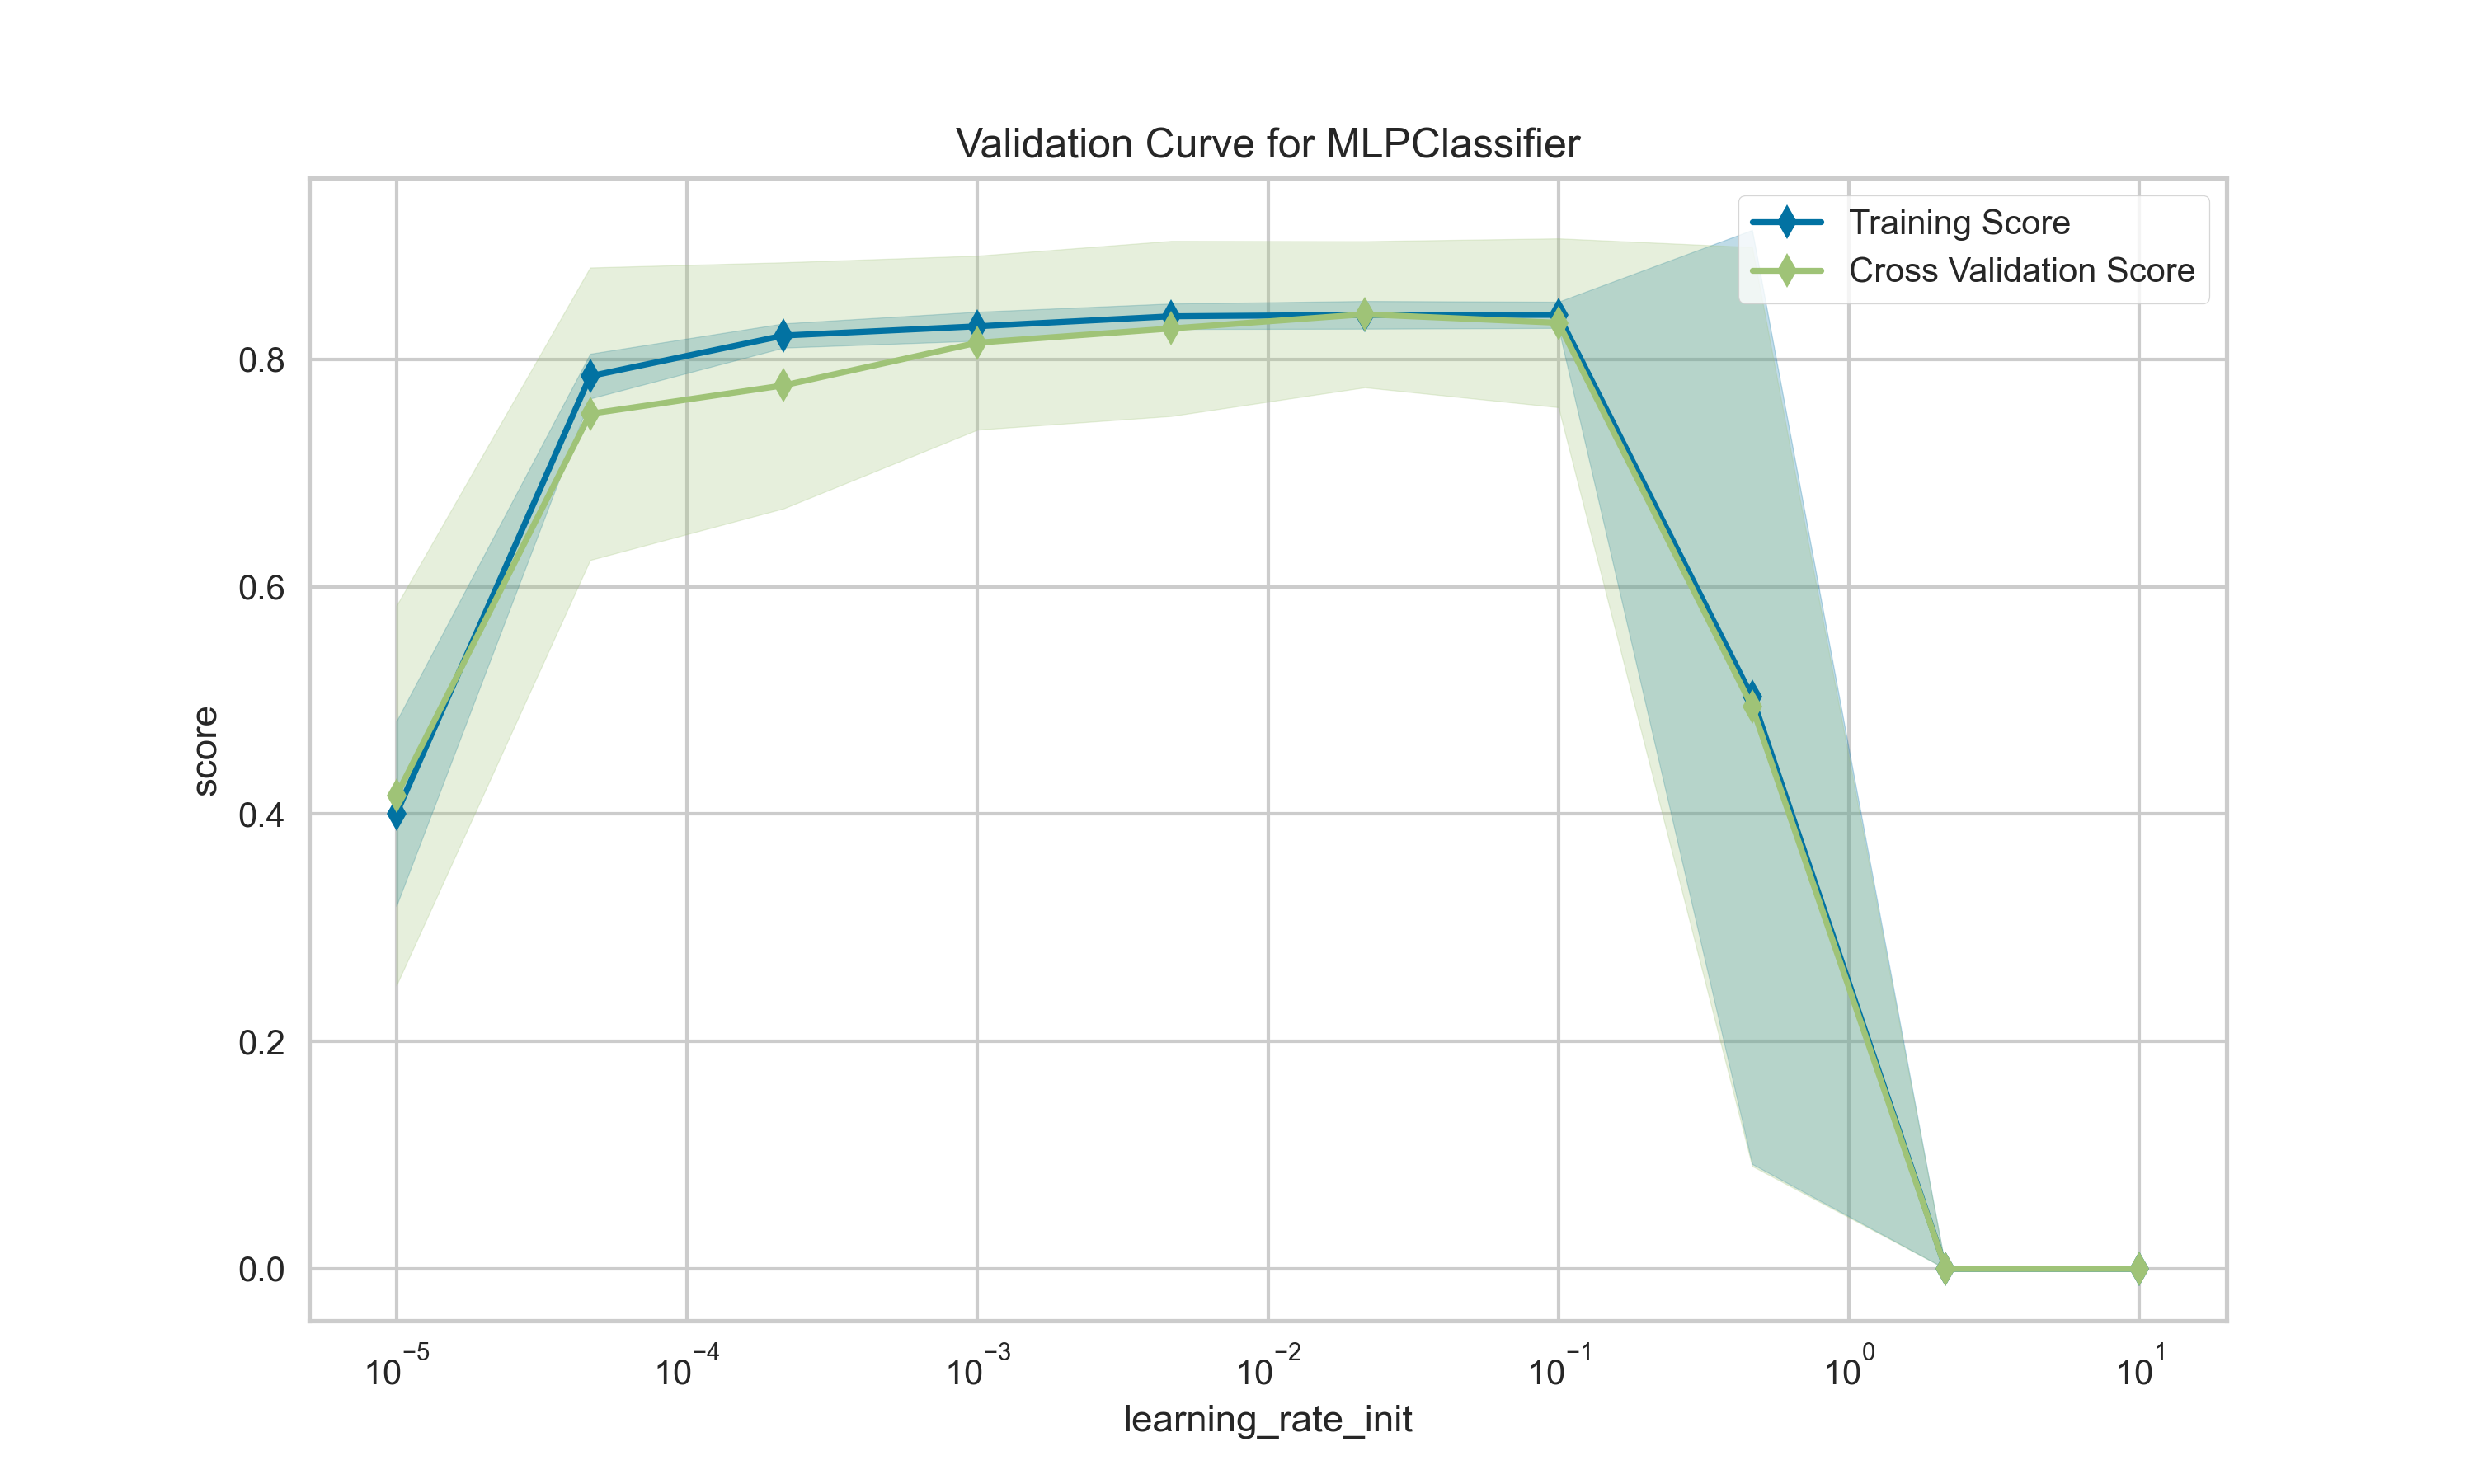 Validation Curve for MLPClassifier
Training Score
Cross Validation Score
0.8
0.6
0.4
0.2
0.0
score
10⁻⁵ 10⁻⁴ 10⁻³ 10⁻² 10⁻¹ 10⁰ 10¹
learning_rate_init